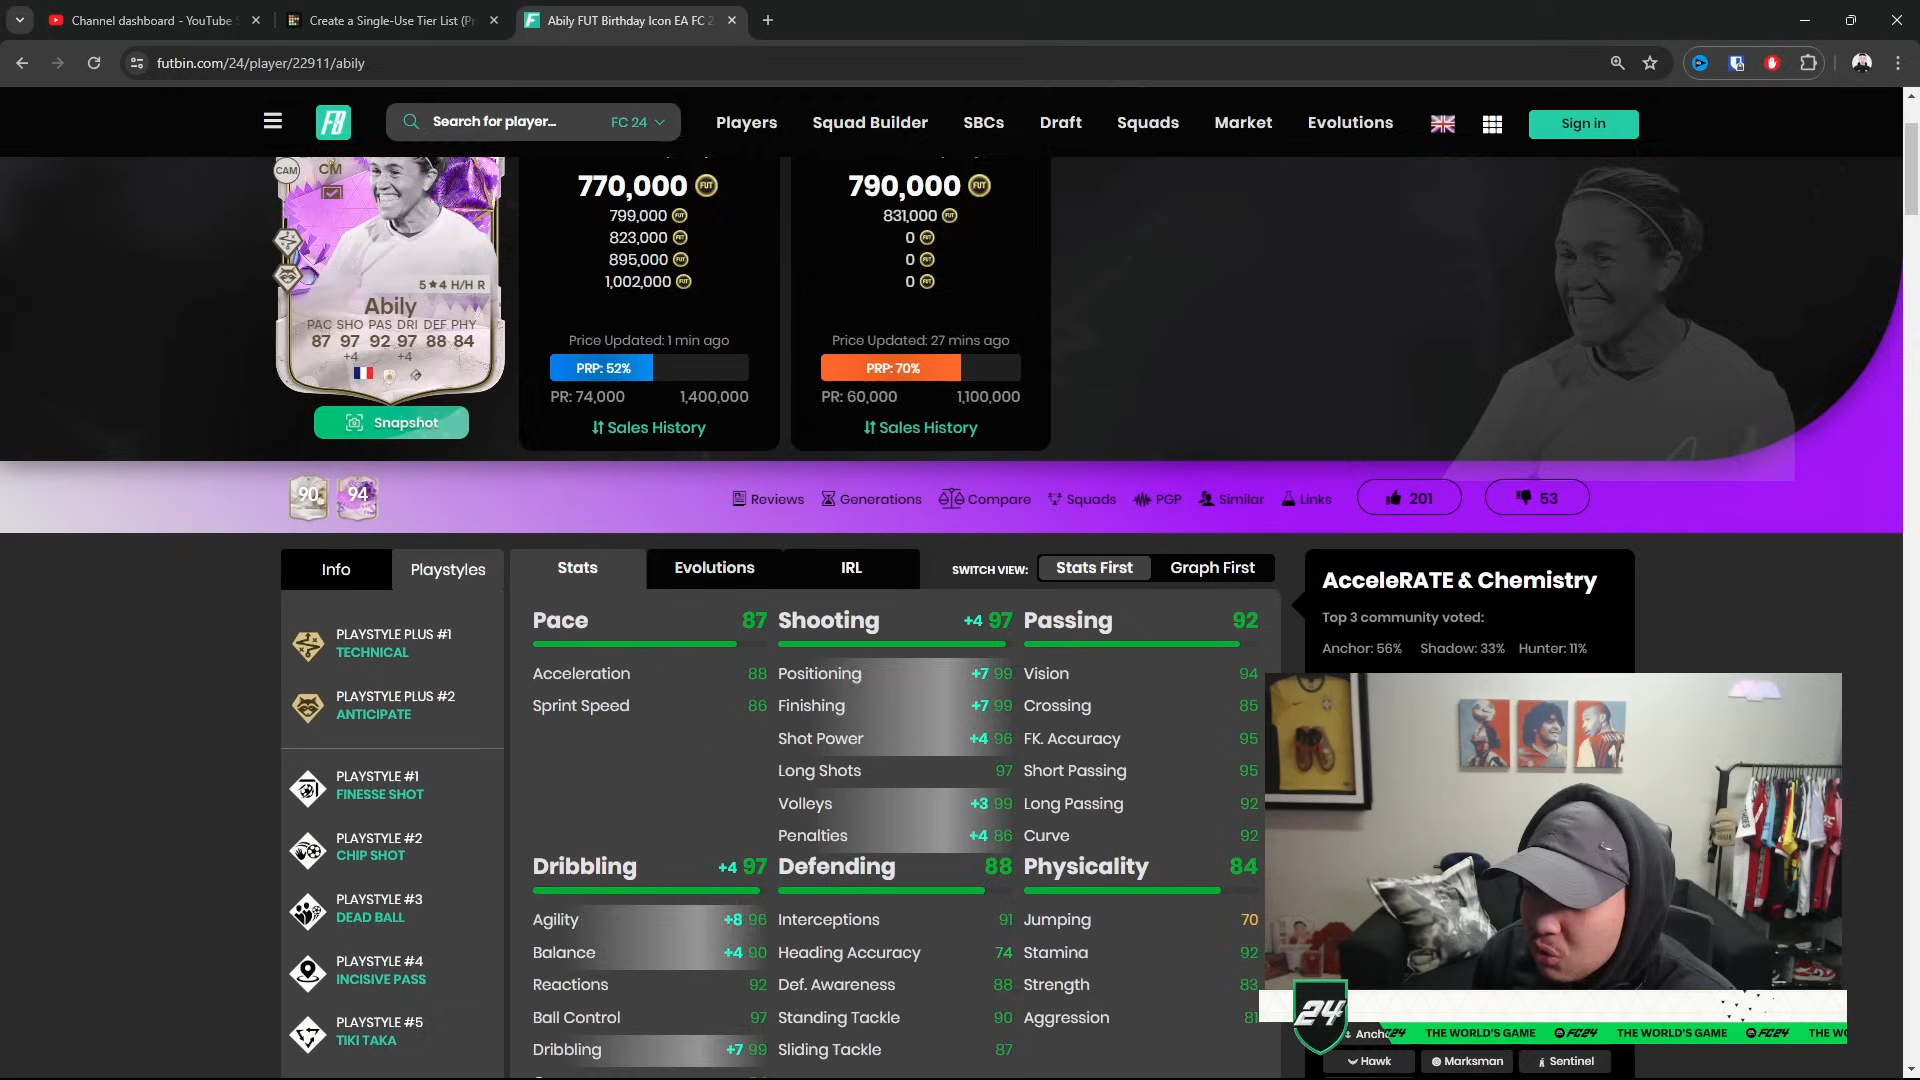 Channel dashboard - YouTube
Create a Single-Use Tier List (Pr
Abily FUT Birthday Icon EA FC 2
futbin.com/24/player/22911/abily
Search for player...
FC 24
Players
Squad Builder
SBCs
Draft
Squads
Market
Evolutions
Sign in
CAM
CM
5★4 H/H R
Abily
PAC SHO PAS DRI DEF PHY
87 97 92 97 88 84
+4 +4
Snapshot
770,000
799,000
823,000
895,000
1,002,000
Price Updated: 1 min ago
PRP: 52%
PR: 74,000 1,400,000
Sales History
790,000
831,000
0
0
0
Price Updated: 27 mins ago
PRP: 70%
PR: 60,000 1,100,000
Sales History
90
94
Reviews
Generations
Compare
Squads
PGP
Similar
Links
201
53
Info
Playstyles
PLAYSTYLE PLUS #1
TECHNICAL
PLAYSTYLE PLUS #2
ANTICIPATE
PLAYSTYLE #1
FINESSE SHOT
PLAYSTYLE #2
CHIP SHOT
PLAYSTYLE #3
DEAD BALL
PLAYSTYLE #4
INCISIVE PASS
PLAYSTYLE #5
TIKI TAKA
Stats
Evolutions
IRL
SWITCH VIEW:
Stats First
Graph First
Pace 87
Acceleration 88
Sprint Speed 86
Shooting +4 97
Positioning +7 99
Finishing +7 99
Shot Power +4 96
Long Shots 97
Volleys +3 99
Penalties +4 86
Passing 92
Vision 94
Crossing 85
FK. Accuracy 95
Short Passing 95
Long Passing 92
Curve 92
Dribbling +4 97
Agility +8 96
Balance +4 90
Reactions 92
Ball Control 97
Dribbling +7 99
Defending 88
Interceptions 91
Heading Accuracy 74
Def. Awareness 88
Standing Tackle 90
Sliding Tackle 87
Physicality 84
Jumping 70
Stamina 92
Strength 83
Aggression 81
AcceleRATE & Chemistry
Top 3 community voted:
Anchor: 56% Shadow: 33% Hunter: 11%
HENRY
24
THE WORLD'S GAME
FC24
THE WORLD'S GAME
FC24
Hawk
Marksman
Sentinel